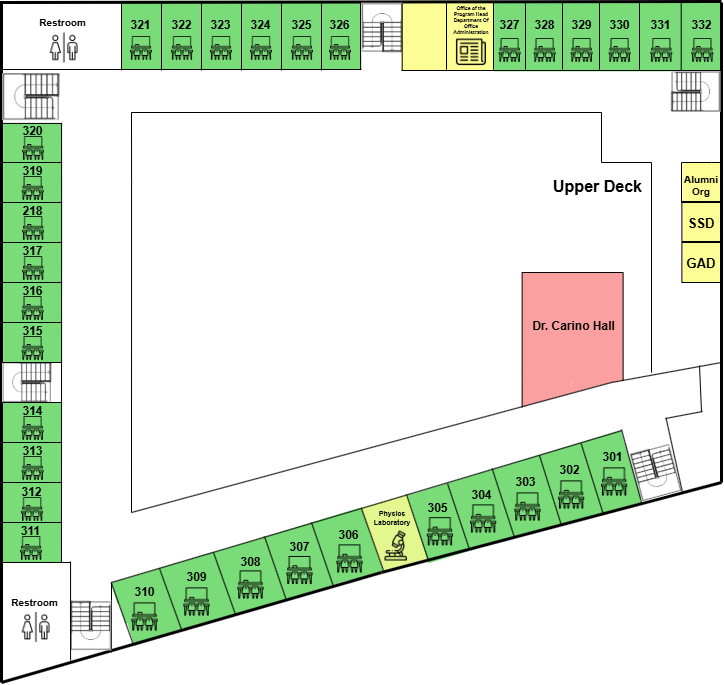 Restroom
321
322
323
324
325
326
Office of the
Program Head
Department Of
Office
Administration
327
328
329
330
331
332
320
319
218
317
316
315
314
313
312
311
Upper Deck
Alumni
Org
SSD
GAD
Dr. Carino Hall
301
302
303
304
305
Physics
Laboratory
306
307
308
309
310
Restroom